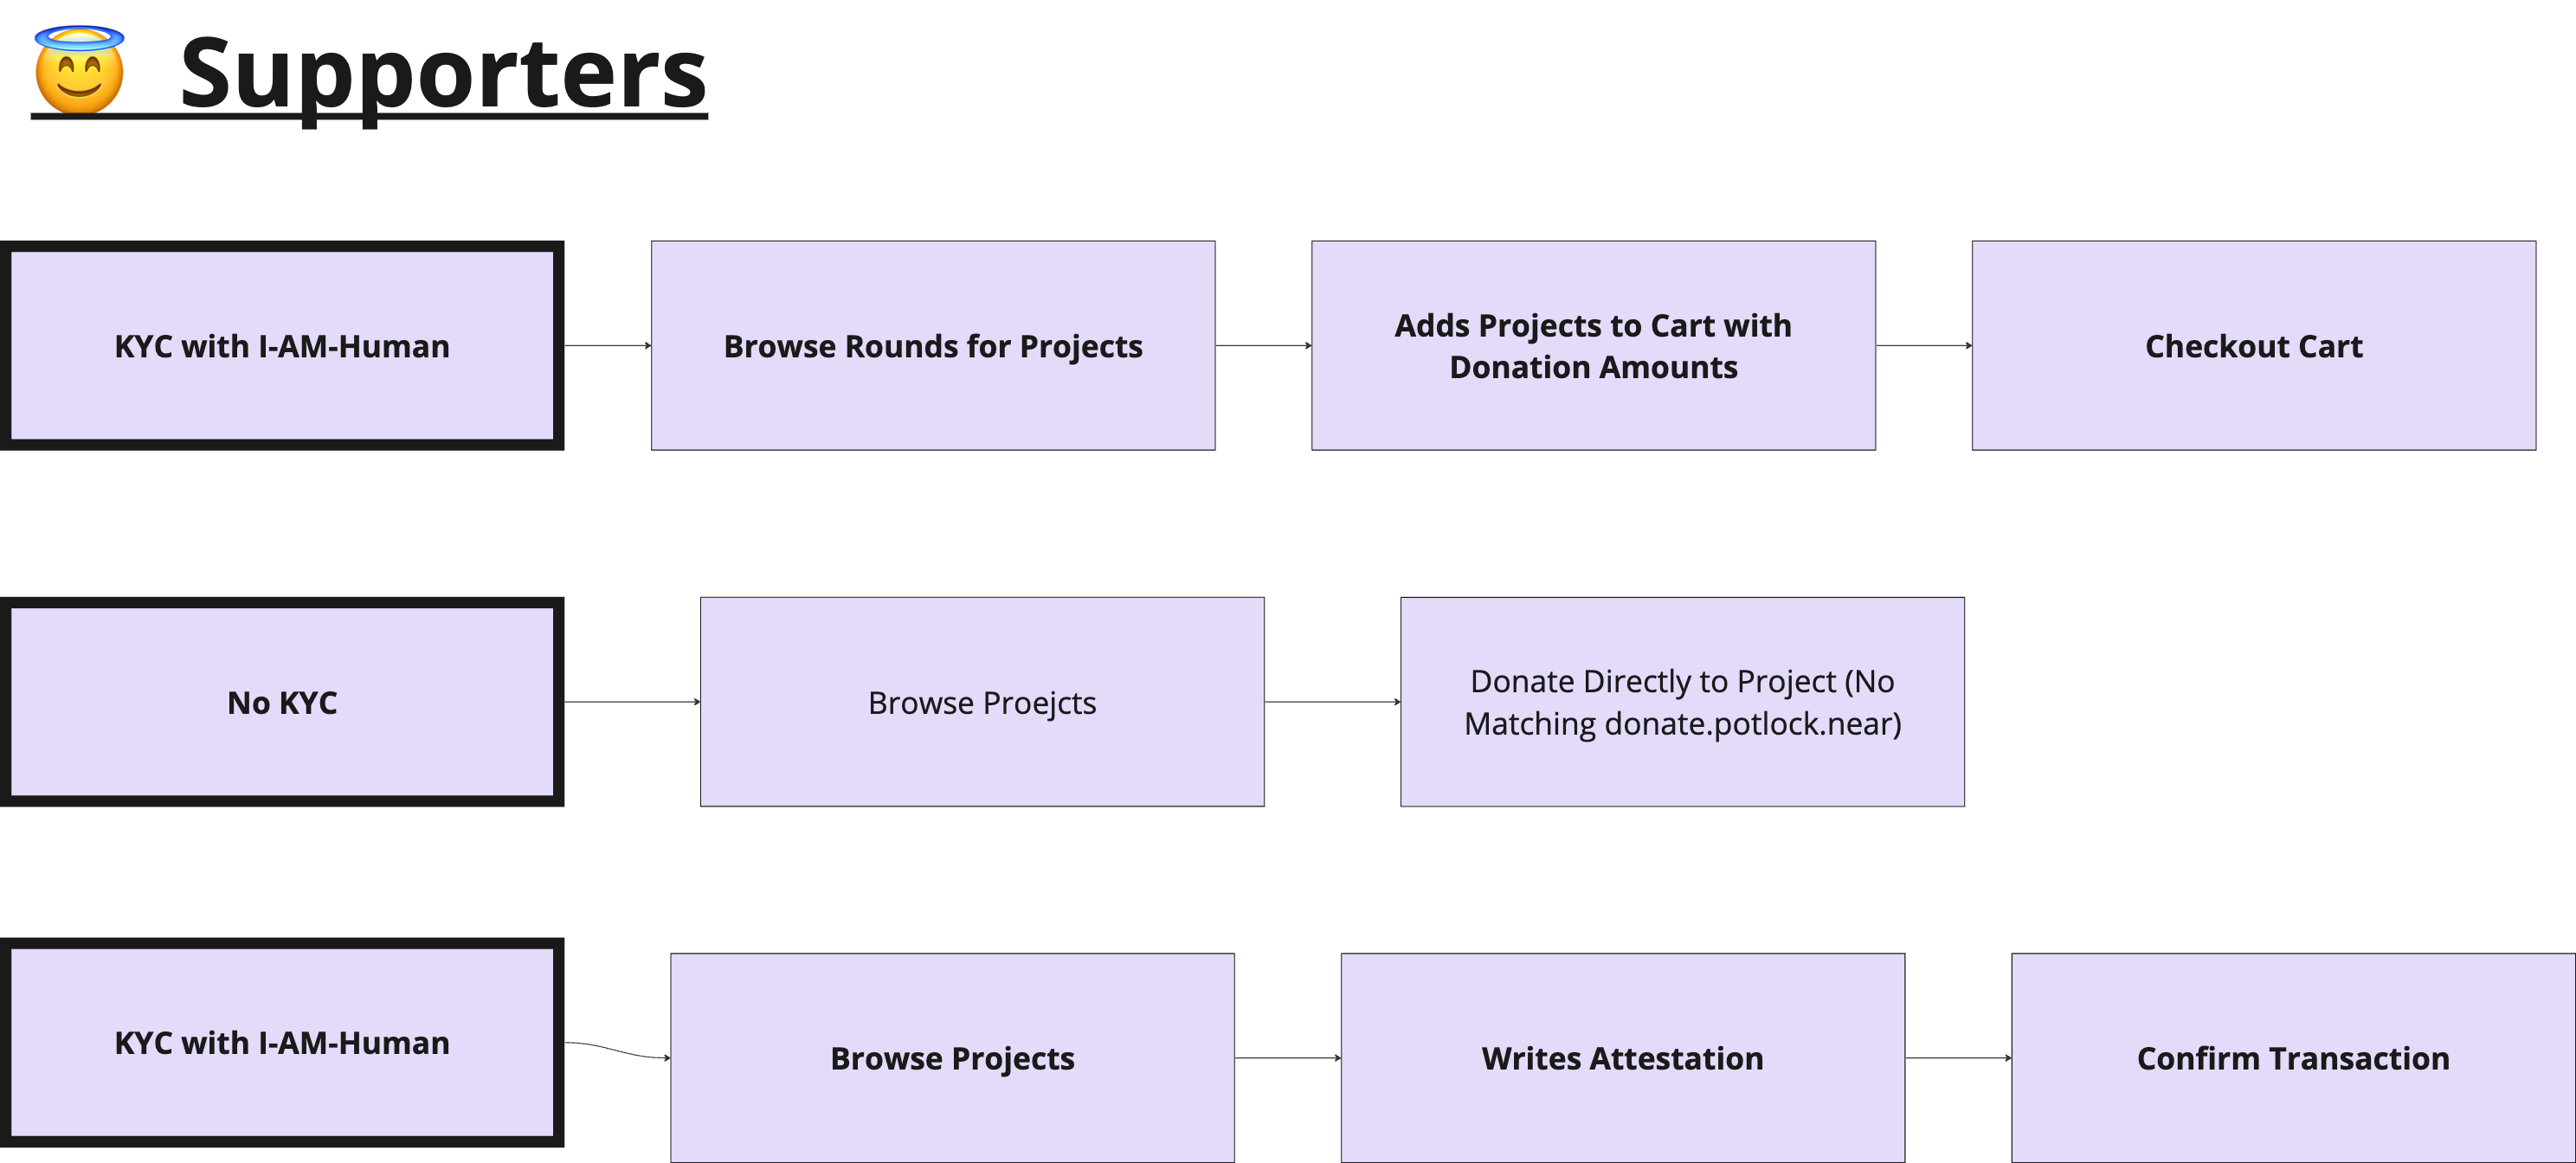 😇 Supporters
KYC with I-AM-Human
Browse Rounds for Projects
Adds Projects to Cart with
Donation Amounts
Checkout Cart
No KYC
Browse Proejcts
Donate Directly to Project (No
Matching donate.potlock.near)
KYC with I-AM-Human
Browse Projects
Writes Attestation
Confirm Transaction